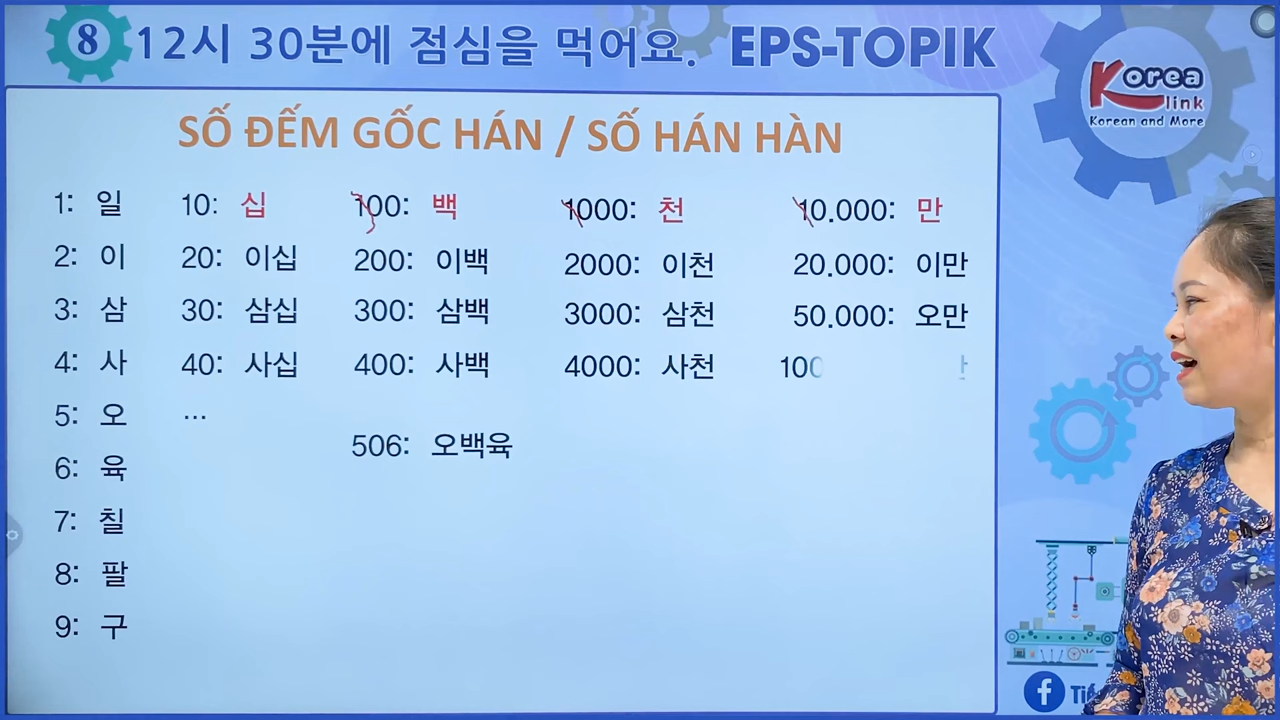 8 12시 30분에 점심을 먹어요. EPS-TOPIK
Korea
link
Korean and More
SỐ ĐẾM GỐC HÁN / SỐ HÁN HÀN
1: 일 10: 십 100: 백 1000: 천 10.000: 만
2: 이 20: 이십 200: 이백 2000: 이천 20.000: 이만
3: 삼 30: 삼십 300: 삼백 3000: 삼천 50.000: 오만
4: 사 40: 사십 400: 사백 4000: 사천 100
5: 오 ...
506: 오백육
6: 육
7: 칠
8: 팔
9: 구